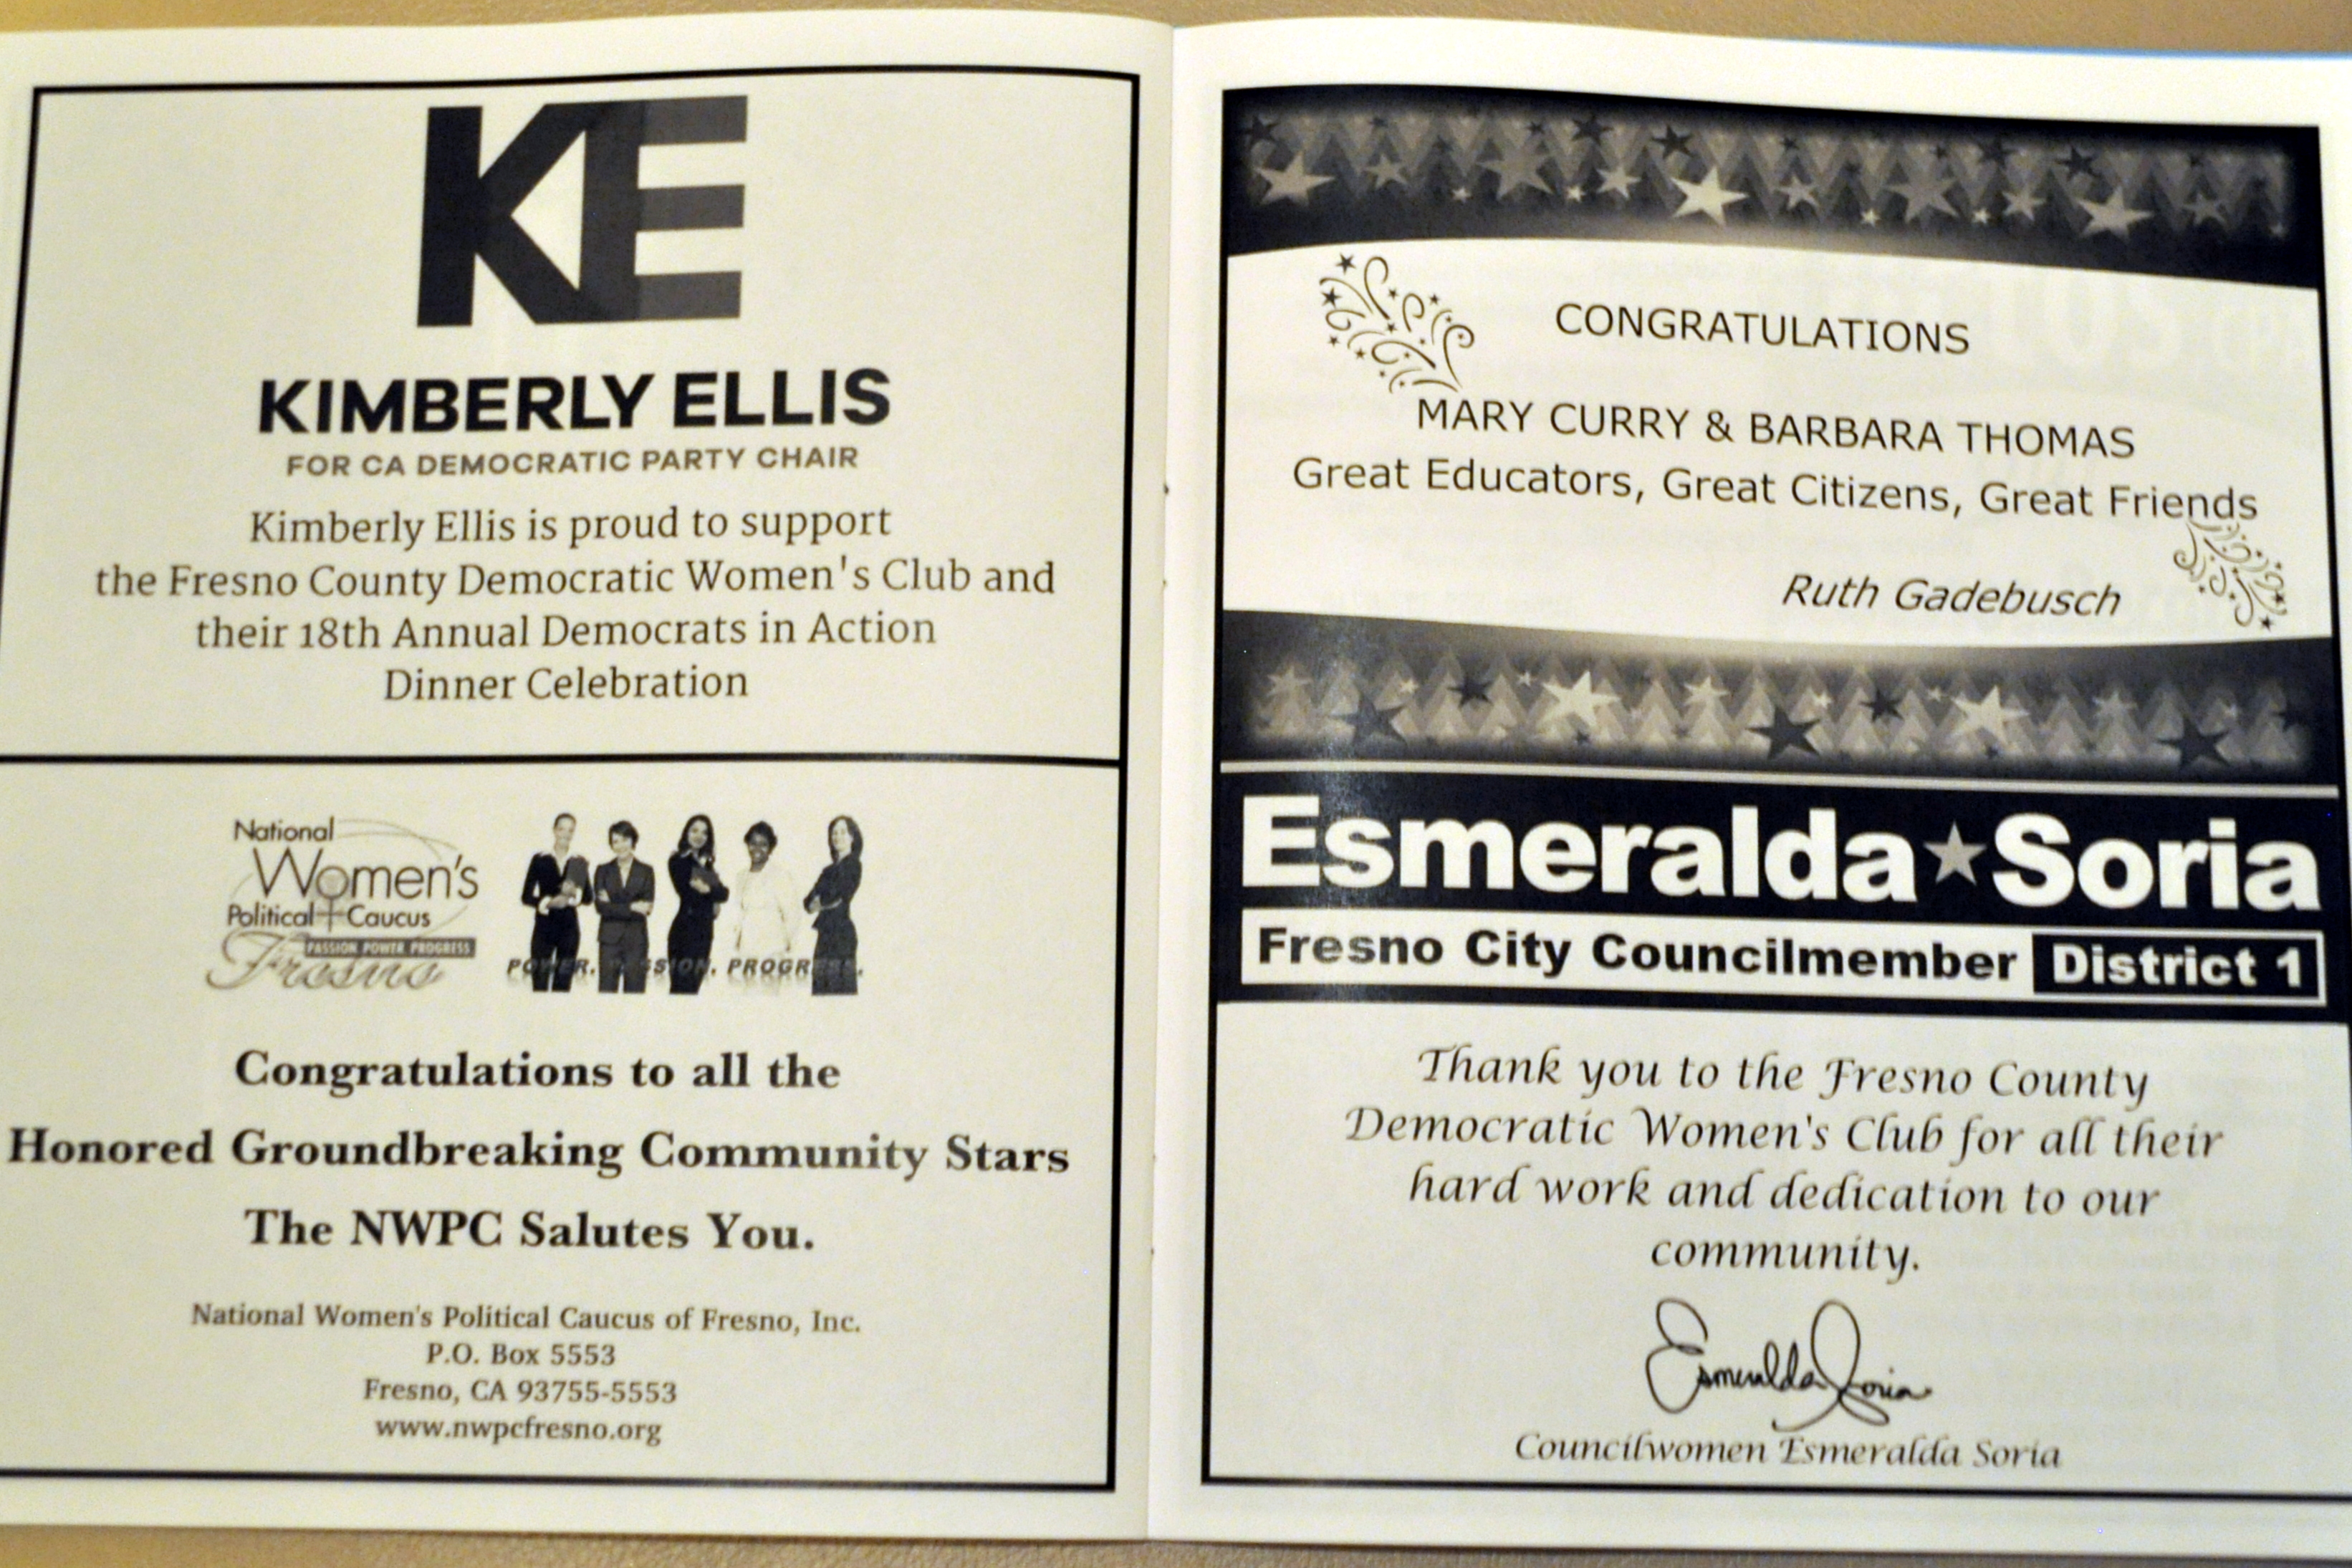 KE
KIMBERLY ELLIS
FOR CA DEMOCRATIC PARTY CHAIR
Kimberly Ellis is proud to support
the Fresno County Democratic Women's Club and
their 18th Annual Democrats in Action
Dinner Celebration
National
Women's
Political Caucus
PASSION POWER PROGRESS
Fresno
POWER. PASSION. PROGRESS.
Congratulations to all the
Honored Groundbreaking Community Stars
The NWPC Salutes You.
National Women's Political Caucus of Fresno, Inc.
P.O. Box 5553
Fresno, CA 93755-5553
www.nwpcfresno.org
CONGRATULATIONS
MARY CURRY & BARBARA THOMAS
Great Educators, Great Citizens, Great Friends
Ruth Gadebusch
Esmeralda Soria
Fresno City Councilmember District 1
Thank you to the Fresno County
Democratic Women's Club for all their
hard work and dedication to our
community.
Esmeralda Soria
Councilwomen Esmeralda Soria